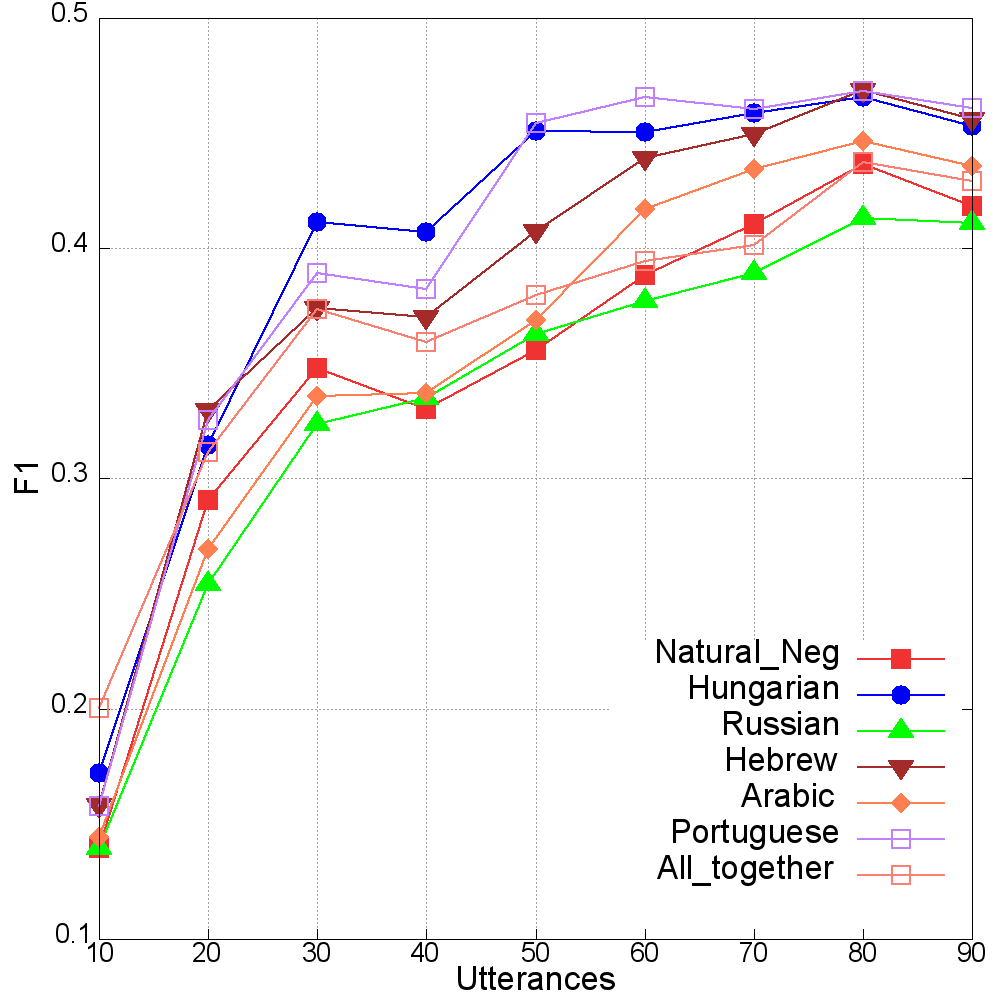 0.5
0.4
0.3
0.2
0.1
F1
10 20 30 40 50 60 70 80 90
Utterances
Natural_Neg
Hungarian
Russian
Hebrew
Arabic
Portuguese
All_together